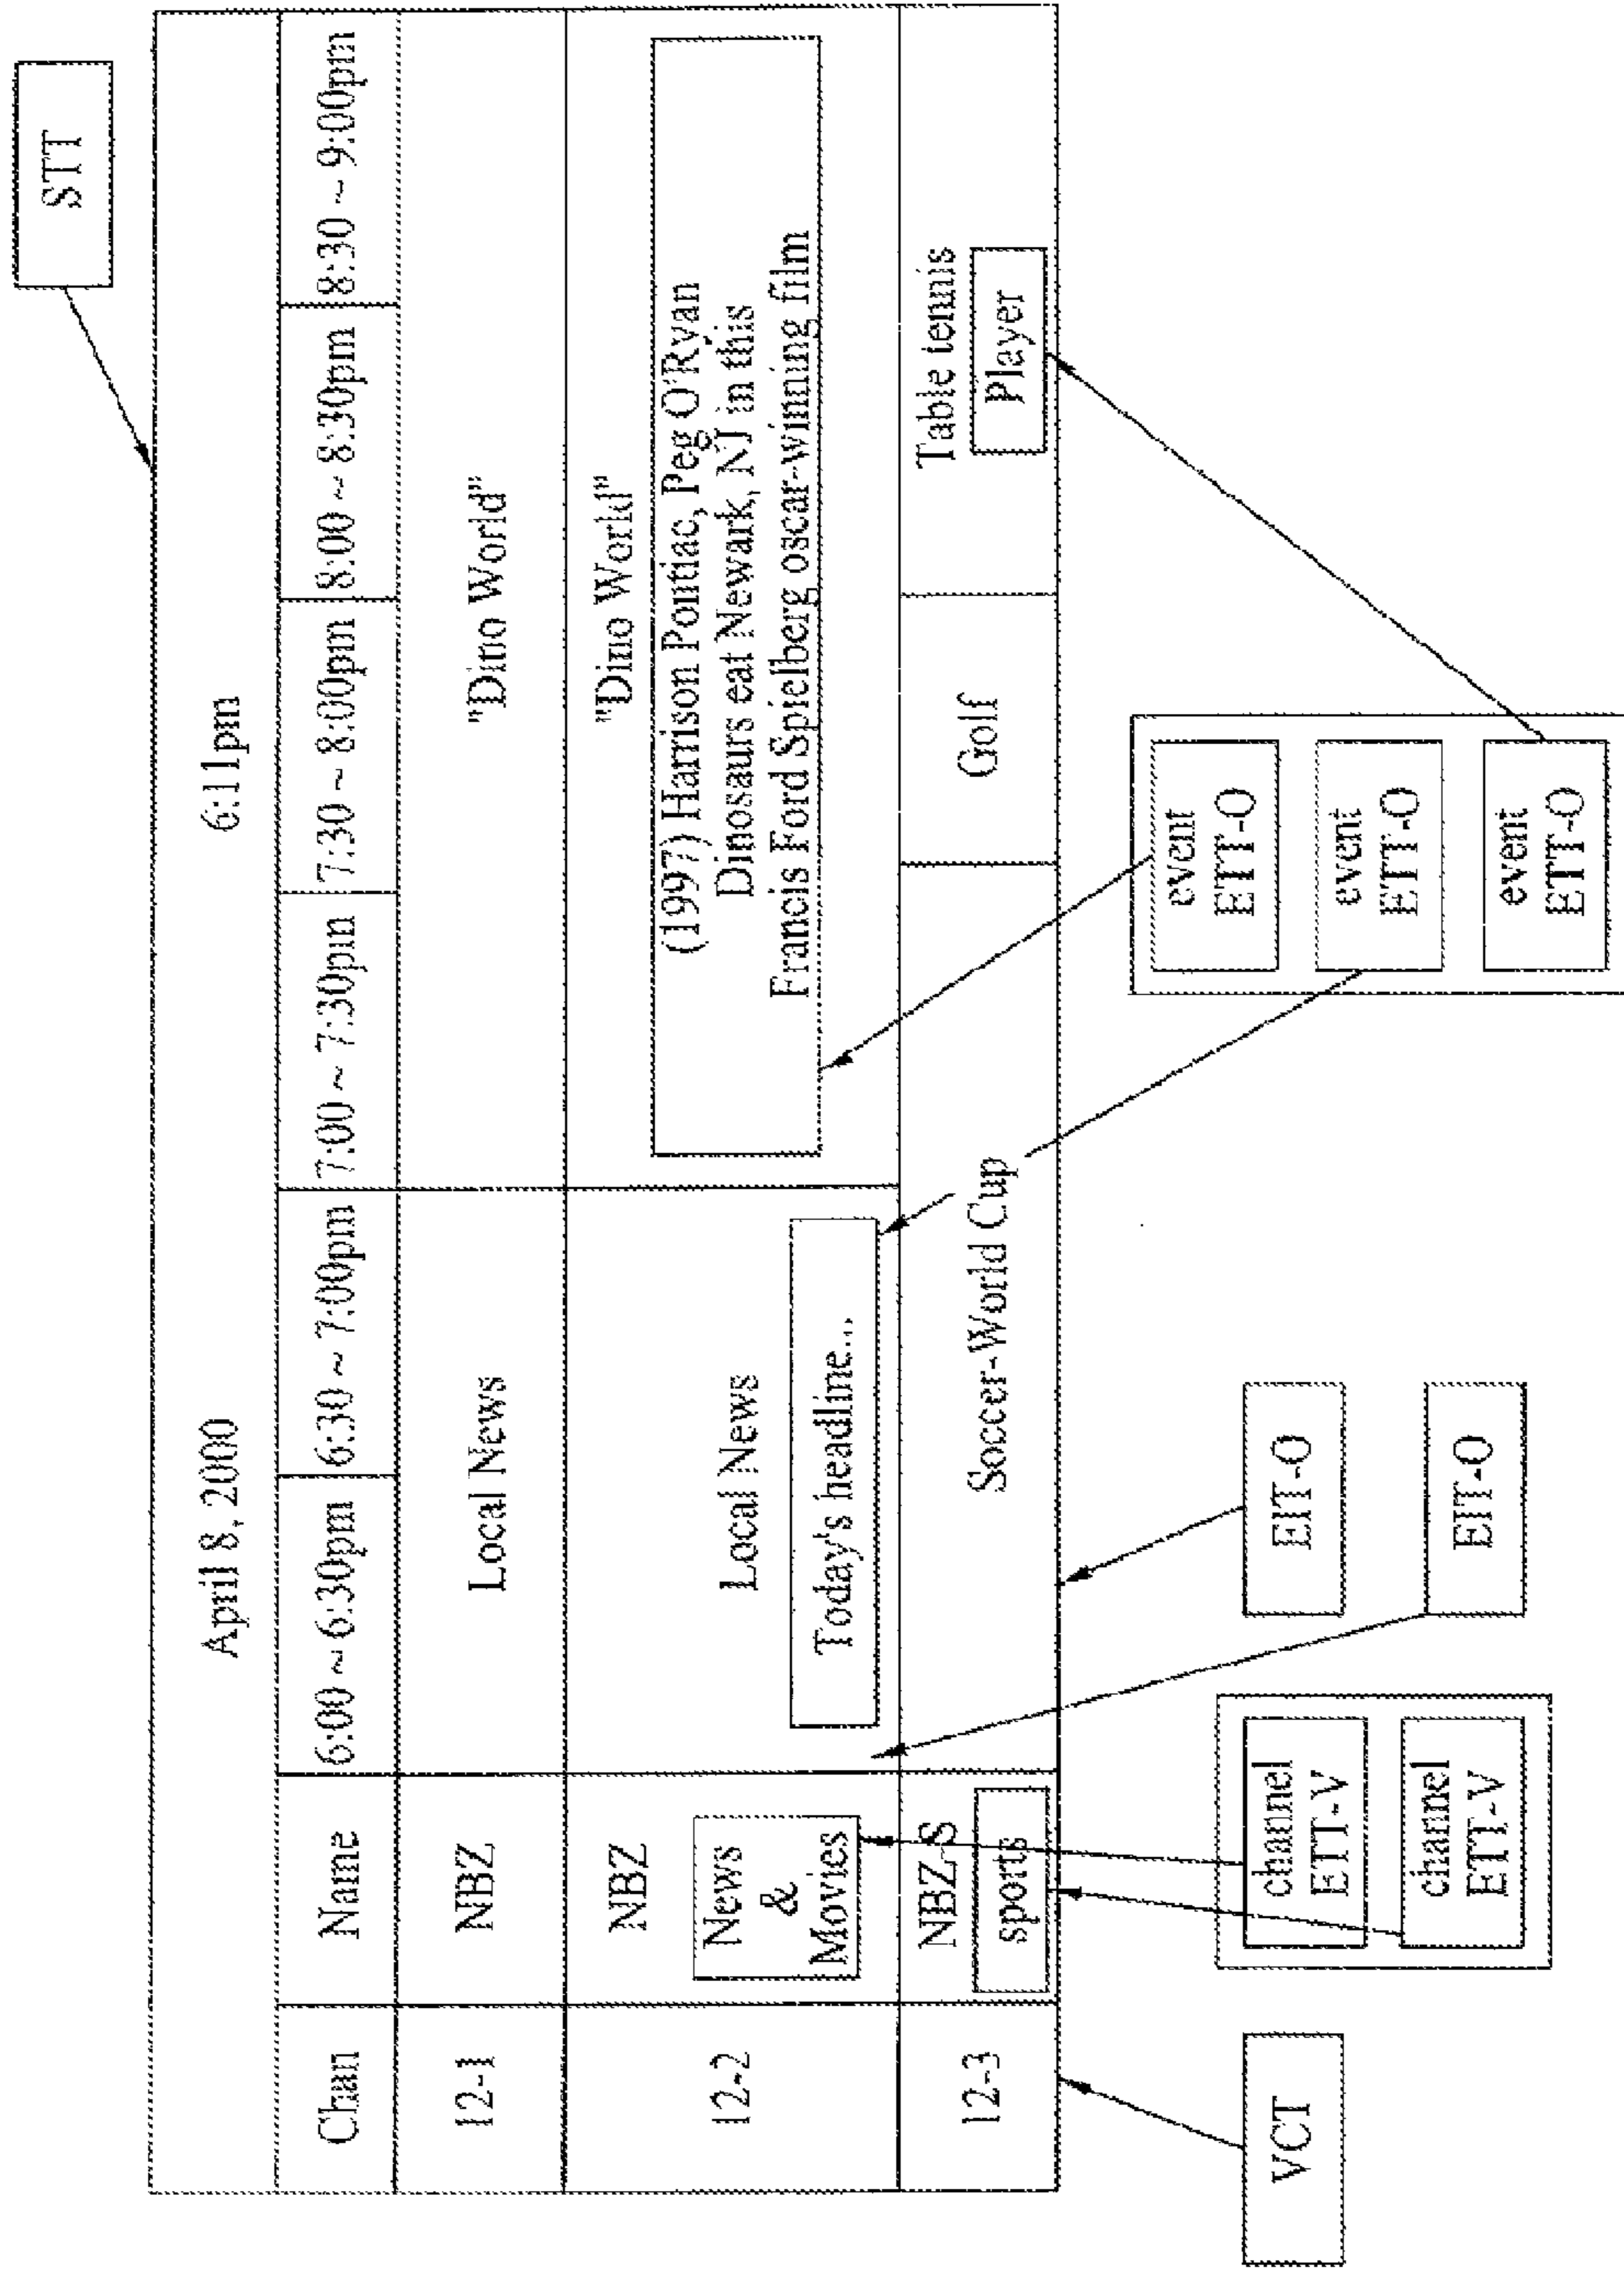 STT
April 8, 2000 6:11pm
Chan Name 6:00 ~ 6:30pm 6:30 ~ 7:00pm 7:00 ~ 7:30pm 7:30 ~ 8:00pm 8:00 ~ 8:30pm 8:30 ~ 9:00pm
12-1 NBZ Local News "Dino World"
12-2 NBZ Local News "Dino World"
News
&
Movies
Today's headline...
(1997) Harrison Pontiac, Peg O'Ryan
Dinosaurs eat Newark, NJ in this
Francis Ford Spielberg oscar-winning film
12-3 NBZ-S Soccer-World Cup Golf Table tennis
sports
Player
VCT
channel
ETT-V
channel
ETT-V
EIT-O
EIT-O
event
ETT-O
event
ETT-O
event
ETT-O